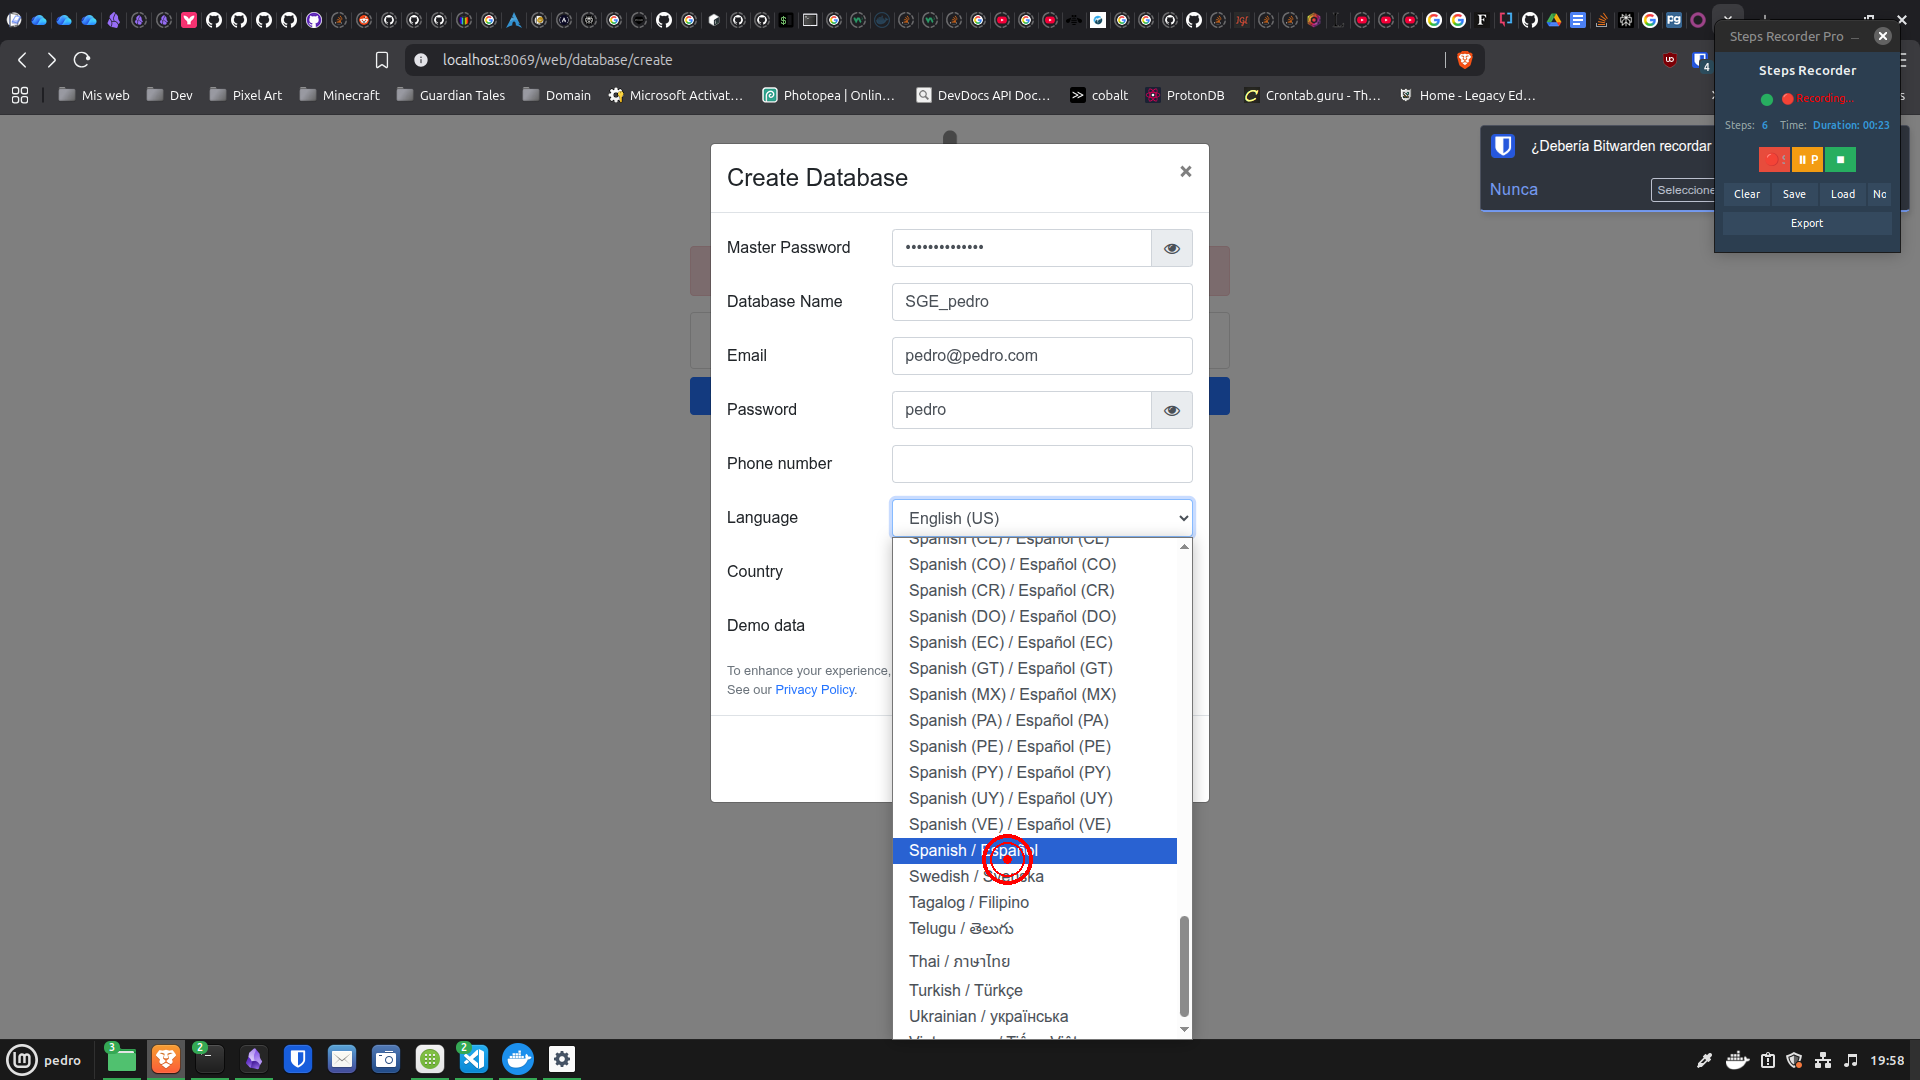 Steps Recorder Pro
localhost:8069/web/database/create
4
Mis web
Dev
Pixel Art
Minecraft
Guardian Tales
Domain
Microsoft Activat...
Photopea | Onlin...
DevDocs API Doc...
cobalt
ProtonDB
Crontab.guru - Th...
Home - Legacy Ed...
Steps Recorder
Recording...
Steps: 6 Time: Duration: 00:23
P
Clear
Save
Load
No
Export
¿Debería Bitwarden recordar
Nunca
Seleccione
Create Database
×
Master Password
••••••••••••••
Database Name
SGE_pedro
Email
pedro@pedro.com
Password
pedro
Phone number
Language
English (US)
Country
Demo data
To enhance your experience,
See our Privacy Policy.
Spanish (CL) / Español (CL)
Spanish (CO) / Español (CO)
Spanish (CR) / Español (CR)
Spanish (DO) / Español (DO)
Spanish (EC) / Español (EC)
Spanish (GT) / Español (GT)
Spanish (MX) / Español (MX)
Spanish (PA) / Español (PA)
Spanish (PE) / Español (PE)
Spanish (PY) / Español (PY)
Spanish (UY) / Español (UY)
Spanish (VE) / Español (VE)
Spanish / Español
Swedish / Svenska
Tagalog / Filipino
Telugu / తెలుగు
Thai / ภาษาไทย
Turkish / Türkçe
Ukrainian / українська
pedro
3
2
2
19:58